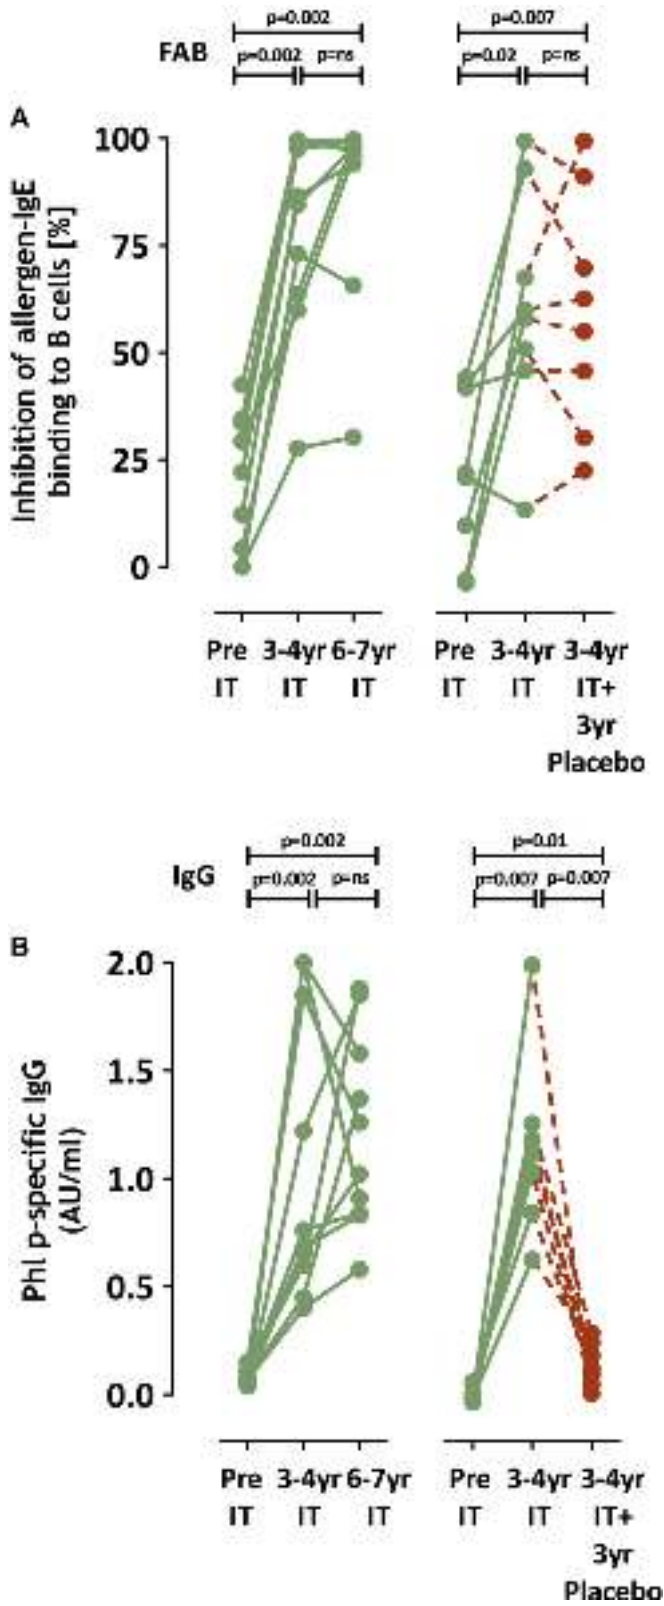 p=0.002
p=0.007
FAB
p=0.002 p=ns
p=0.02 p=ns
A
Inhibition of allergen-IgE
binding to B cells [%]
100
75
50
25
0
Pre 3-4yr 6-7yr
IT IT IT
Pre 3-4yr 3-4yr
IT IT IT+
3yr
Placebo
p=0.002
p=0.01
IgG
p=0.002 p=ns
p=0.007 p=0.007
B
Phl p-specific IgG
(AU/ml)
2.0
1.5
1.0
0.5
0.0
Pre 3-4yr 6-7yr
IT IT IT
Pre 3-4yr 3-4yr
IT IT IT+
3yr
Placebo